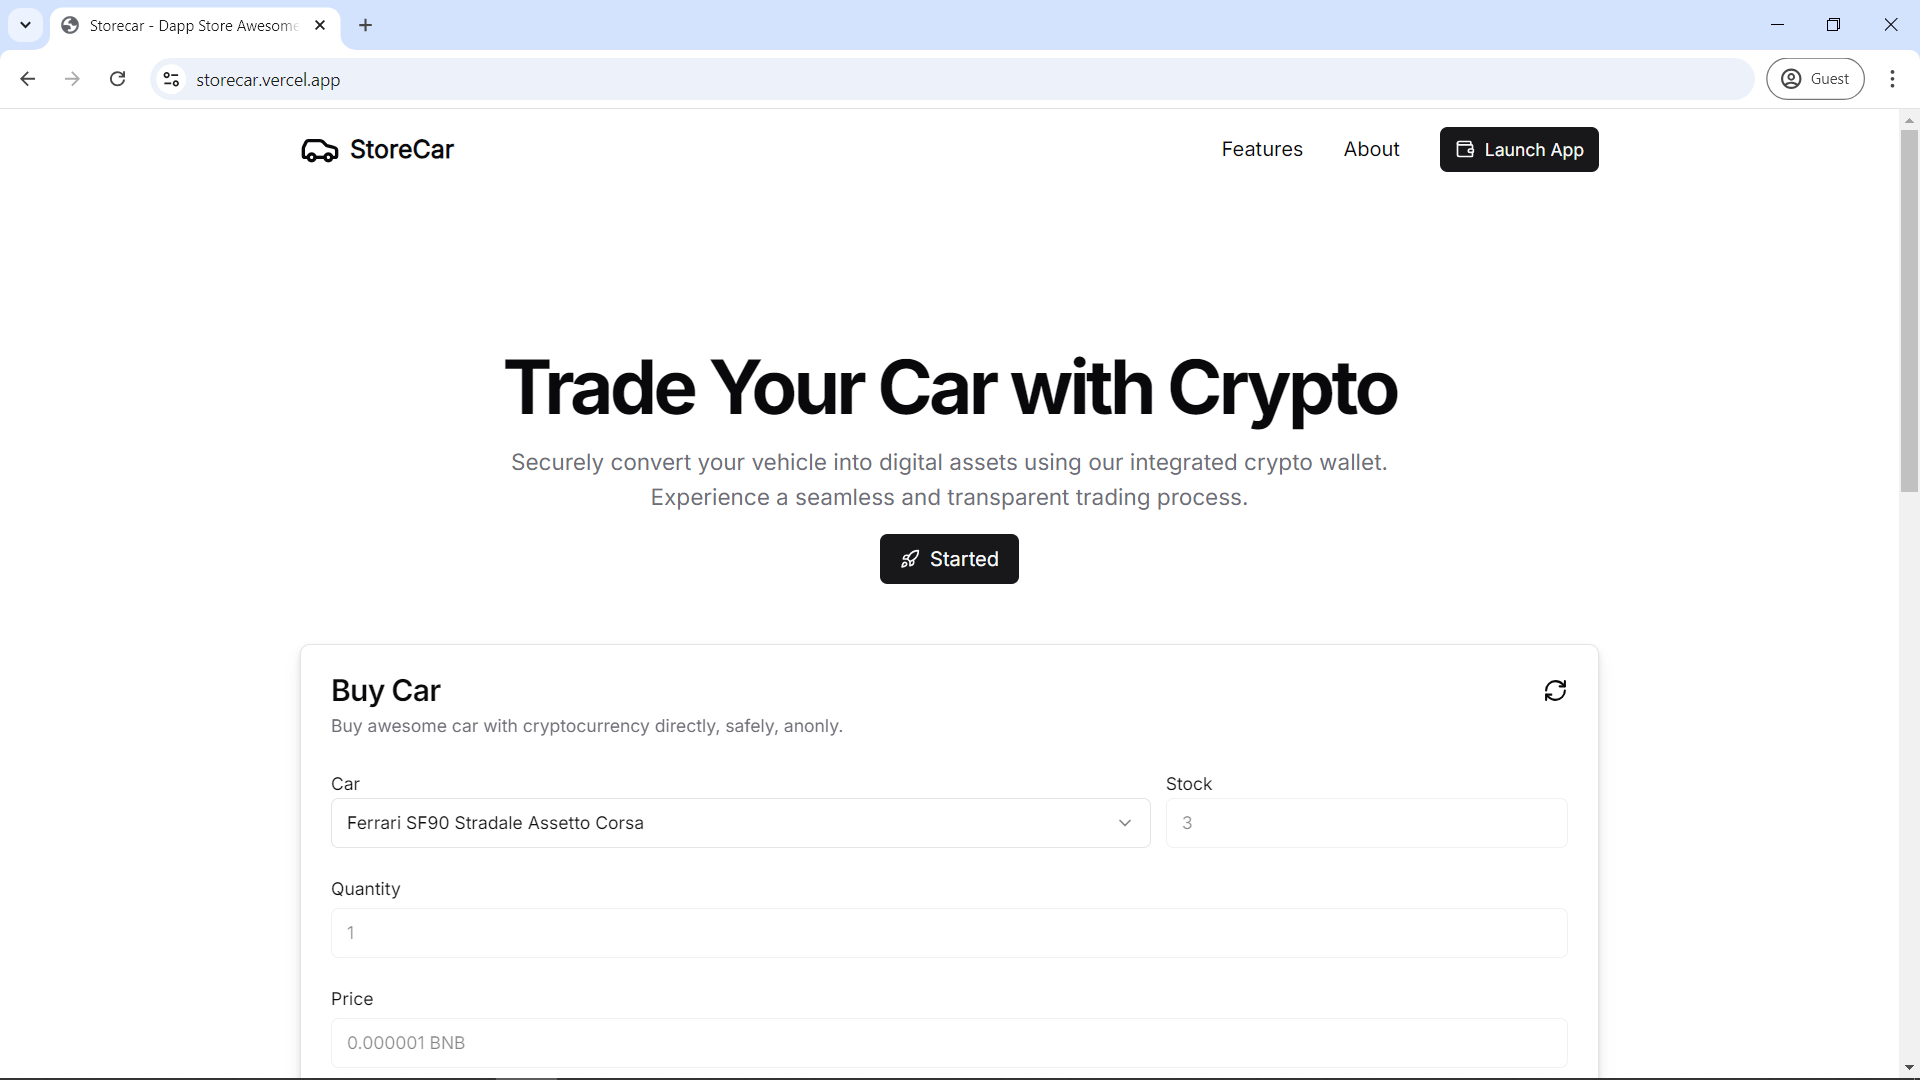 Storecar - Dapp Store Awesome
storecar.vercel.app
Guest
StoreCar
Features
About
Launch App
Trade Your Car with Crypto
Securely convert your vehicle into digital assets using our integrated crypto wallet.
Experience a seamless and transparent trading process.
Started
Buy Car
Buy awesome car with cryptocurrency directly, safely, anonly.
Car
Stock
Ferrari SF90 Stradale Assetto Corsa
3
Quantity
1
Price
0.000001 BNB